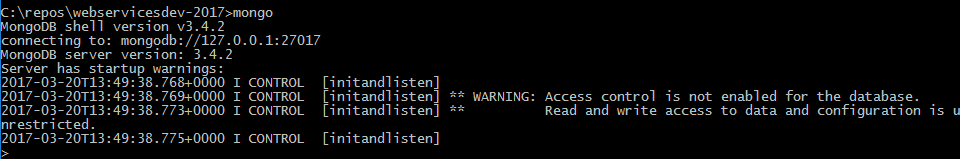 C:\repos\webservicesdev-2017>mongo
MongoDB shell version v3.4.2
connecting to: mongodb://127.0.0.1:27017
MongoDB server version: 3.4.2
Server has startup warnings:
2017-03-20T13:49:38.768+0000 I CONTROL  [initandlisten]
2017-03-20T13:49:38.769+0000 I CONTROL  [initandlisten] ** WARNING: Access control is not enabled for the database.
2017-03-20T13:49:38.773+0000 I CONTROL  [initandlisten] **          Read and write access to data and configuration is u
nrestricted.
2017-03-20T13:49:38.775+0000 I CONTROL  [initandlisten]
>